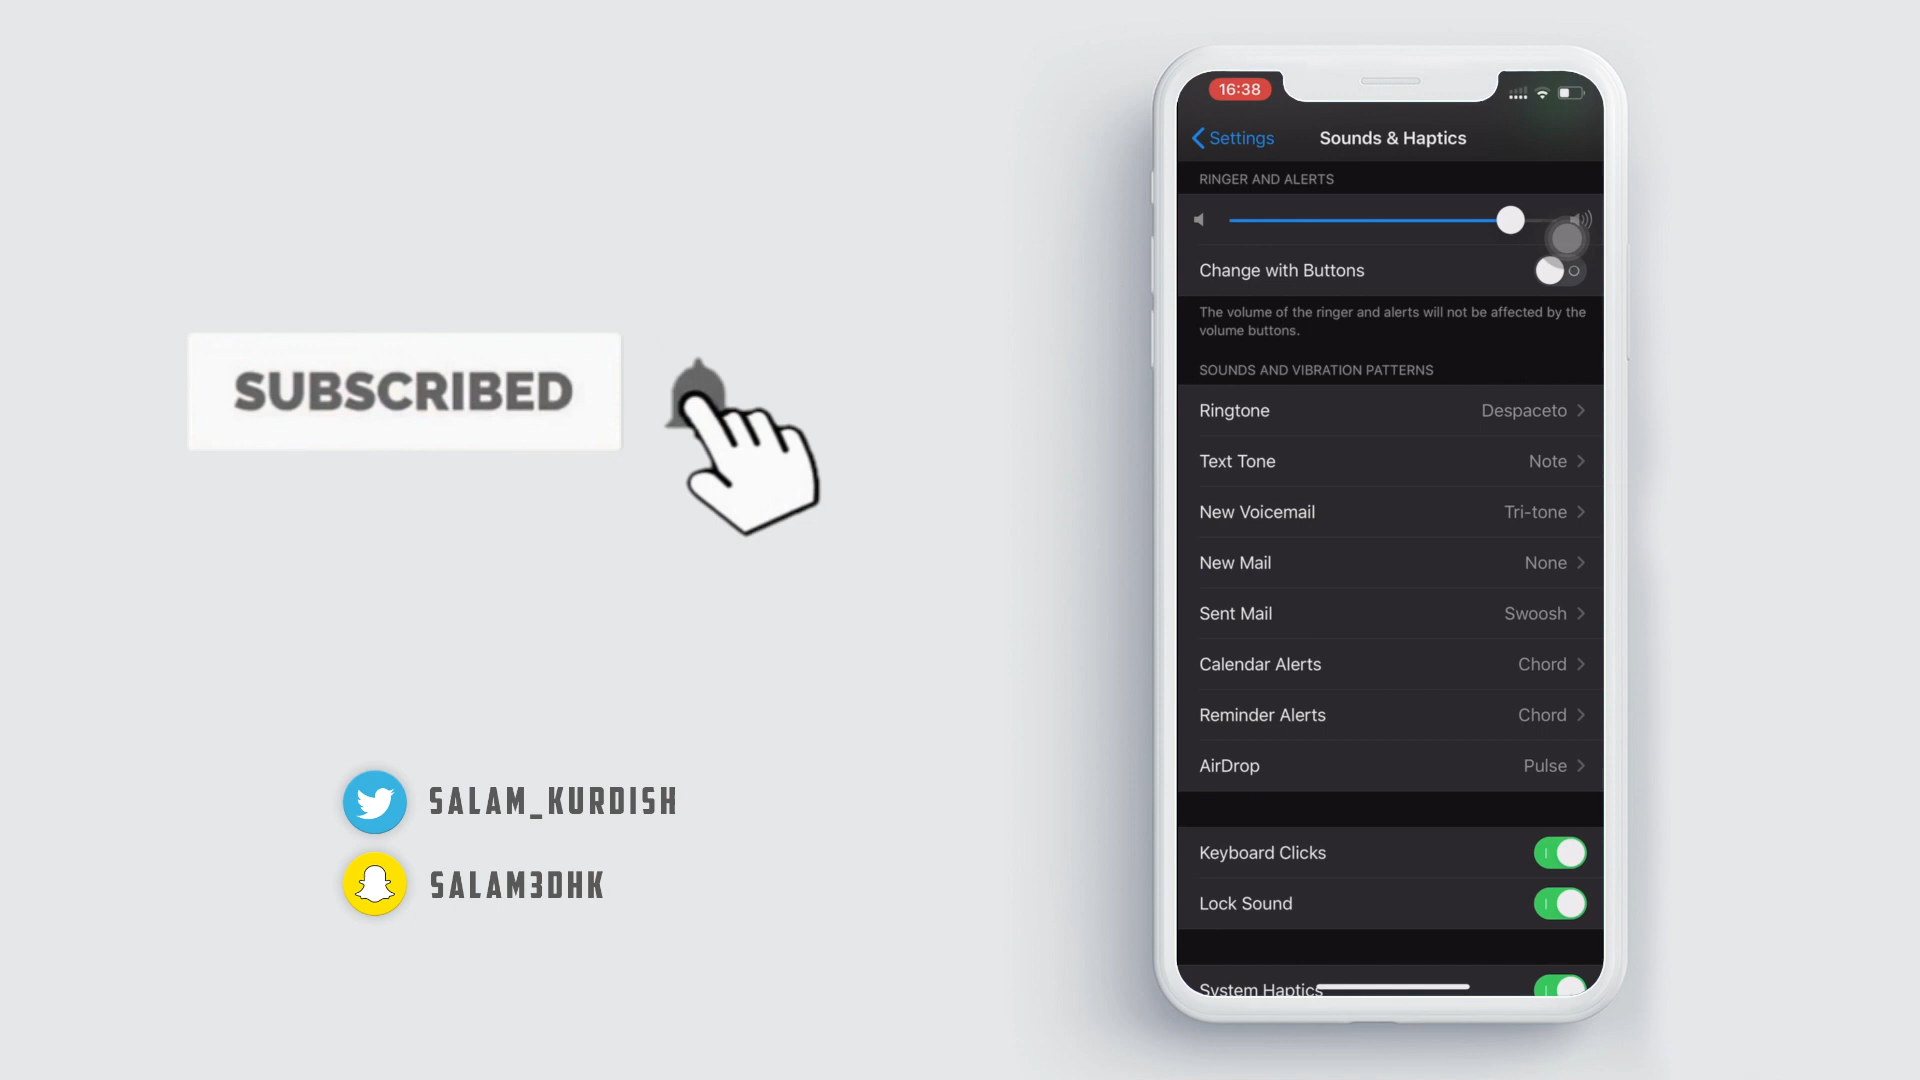 SUBSCRIBED
SALAM_KURDISH
SALAM3DHK
16:38
Settings
Sounds & Haptics
RINGER AND ALERTS
Change with Buttons
The volume of the ringer and alerts will not be affected by the
volume buttons.
SOUNDS AND VIBRATION PATTERNS
Ringtone Despaceto
Text Tone Note
New Voicemail Tri-tone
New Mail None
Sent Mail Swoosh
Calendar Alerts Chord
Reminder Alerts Chord
AirDrop Pulse
Keyboard Clicks
Lock Sound
System Haptics